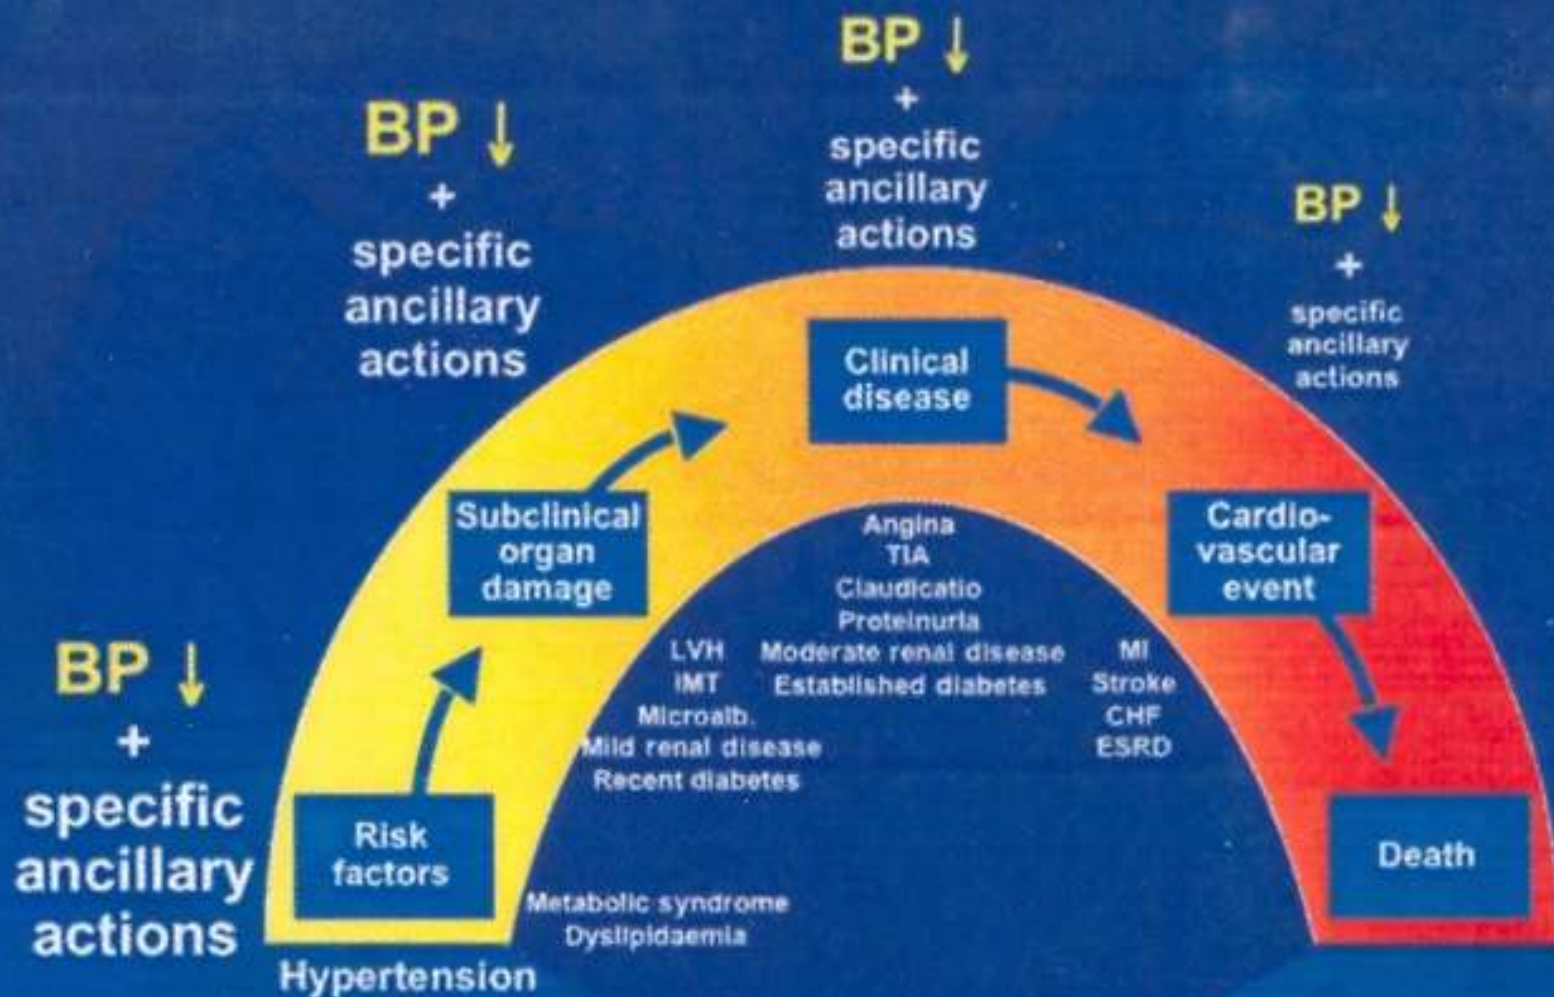 BP ↓
+
specific
ancillary
actions
BP ↓
+
specific
ancillary
actions
BP ↓
+
specific
ancillary
actions
BP ↓
+
specific
ancillary
actions
Risk
factors
Hypertension
Metabolic syndrome
Dyslipidaemia
Subclinical
organ
damage
LVH
IMT
Microalb.
Mild renal disease
Recent diabetes
Clinical
disease
Angina
TIA
Claudicatio
Proteinuria
Moderate renal disease
Established diabetes
Cardio-
vascular
event
MI
Stroke
CHF
ESRD
Death